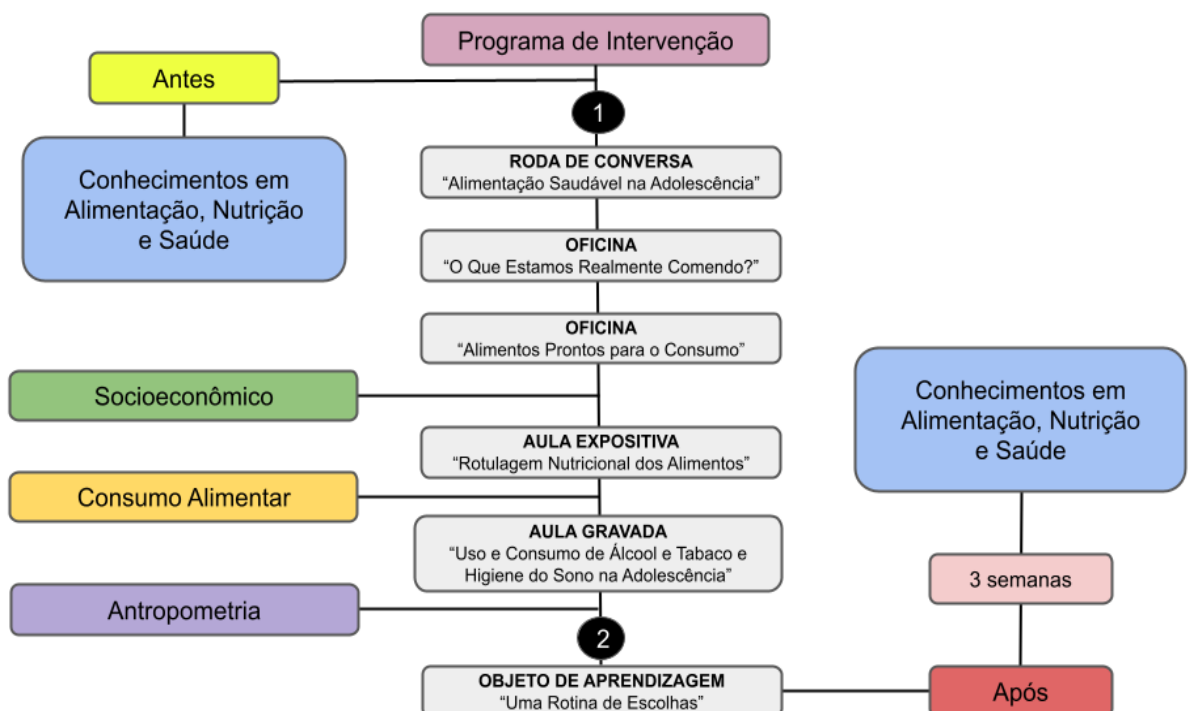 Programa de Intervenção
Antes
1
Conhecimentos em
Alimentação, Nutrição
e Saúde
RODA DE CONVERSA
“Alimentação Saudável na Adolescência”
OFICINA
“O Que Estamos Realmente Comendo?”
OFICINA
“Alimentos Prontos para o Consumo”
Socioeconômico
AULA EXPOSITIVA
“Rotulagem Nutricional dos Alimentos”
Consumo Alimentar
AULA GRAVADA
“Uso e Consumo de Álcool e Tabaco e
Higiene do Sono na Adolescência”
Antropometria
2
OBJETO DE APRENDIZAGEM
“Uma Rotina de Escolhas”
Conhecimentos em
Alimentação, Nutrição
e Saúde
3 semanas
Após